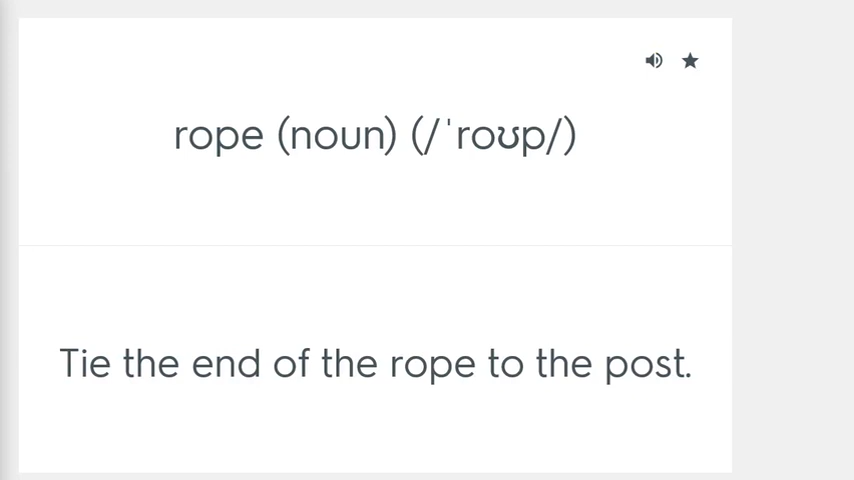 rope (noun) (/ˈroʊp/)
Tie the end of the rope to the post.